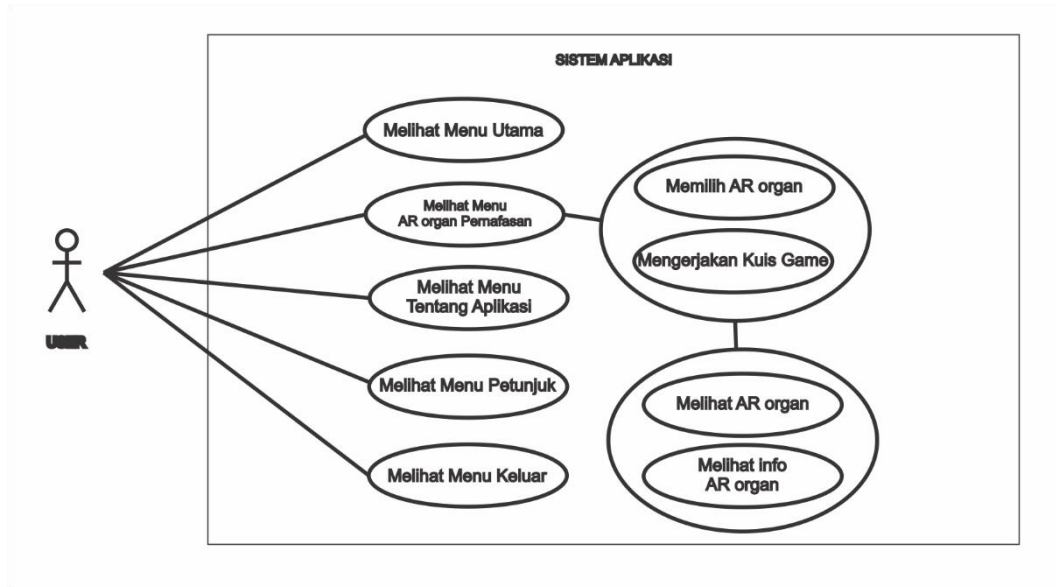 SISTEM APLIKASI
Melihat Menu Utama
Melihat Menu
AR organ Pernafasan
Melihat Menu
Tentang Aplikasi
Melihat Menu Petunjuk
Melihat Menu Keluar
USER
Memilih AR organ
Mengerjakan Kuis Game
Melihat AR organ
Melihat info
AR organ